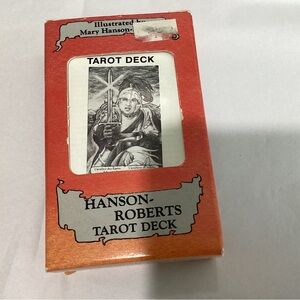 Illustrated by
Mary Hanson-
TAROT DECK
HANSON-
ROBERTS
TAROT DECK